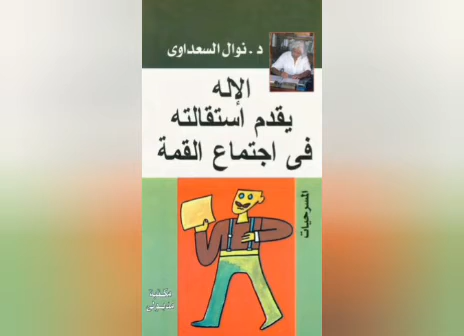 د. نوال السعداوى
الإله
يقدم استقالته
فى اجتماع القمة
المسرحيات
مكتبة
مدبولى